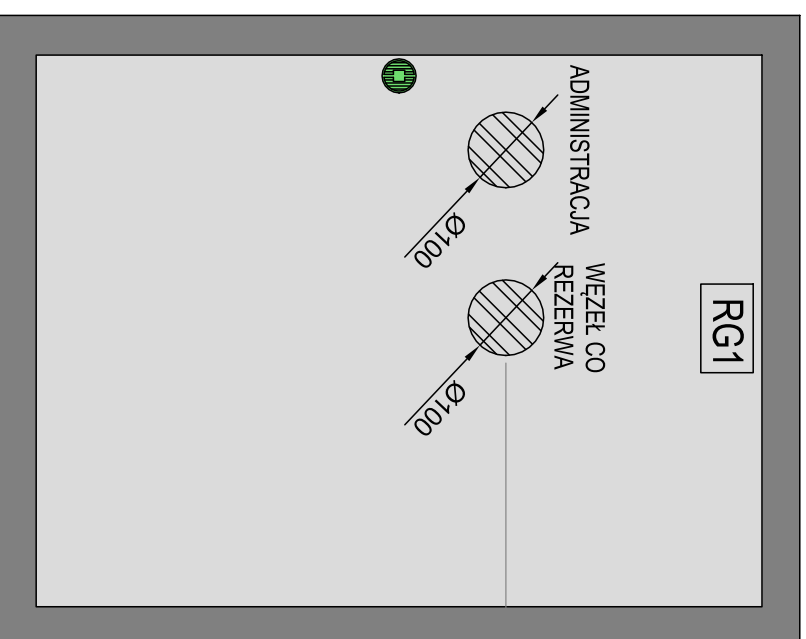 ADMINISTRACJA
Ø100
WĘZEŁ CO
REZERWA
Ø100
RG1